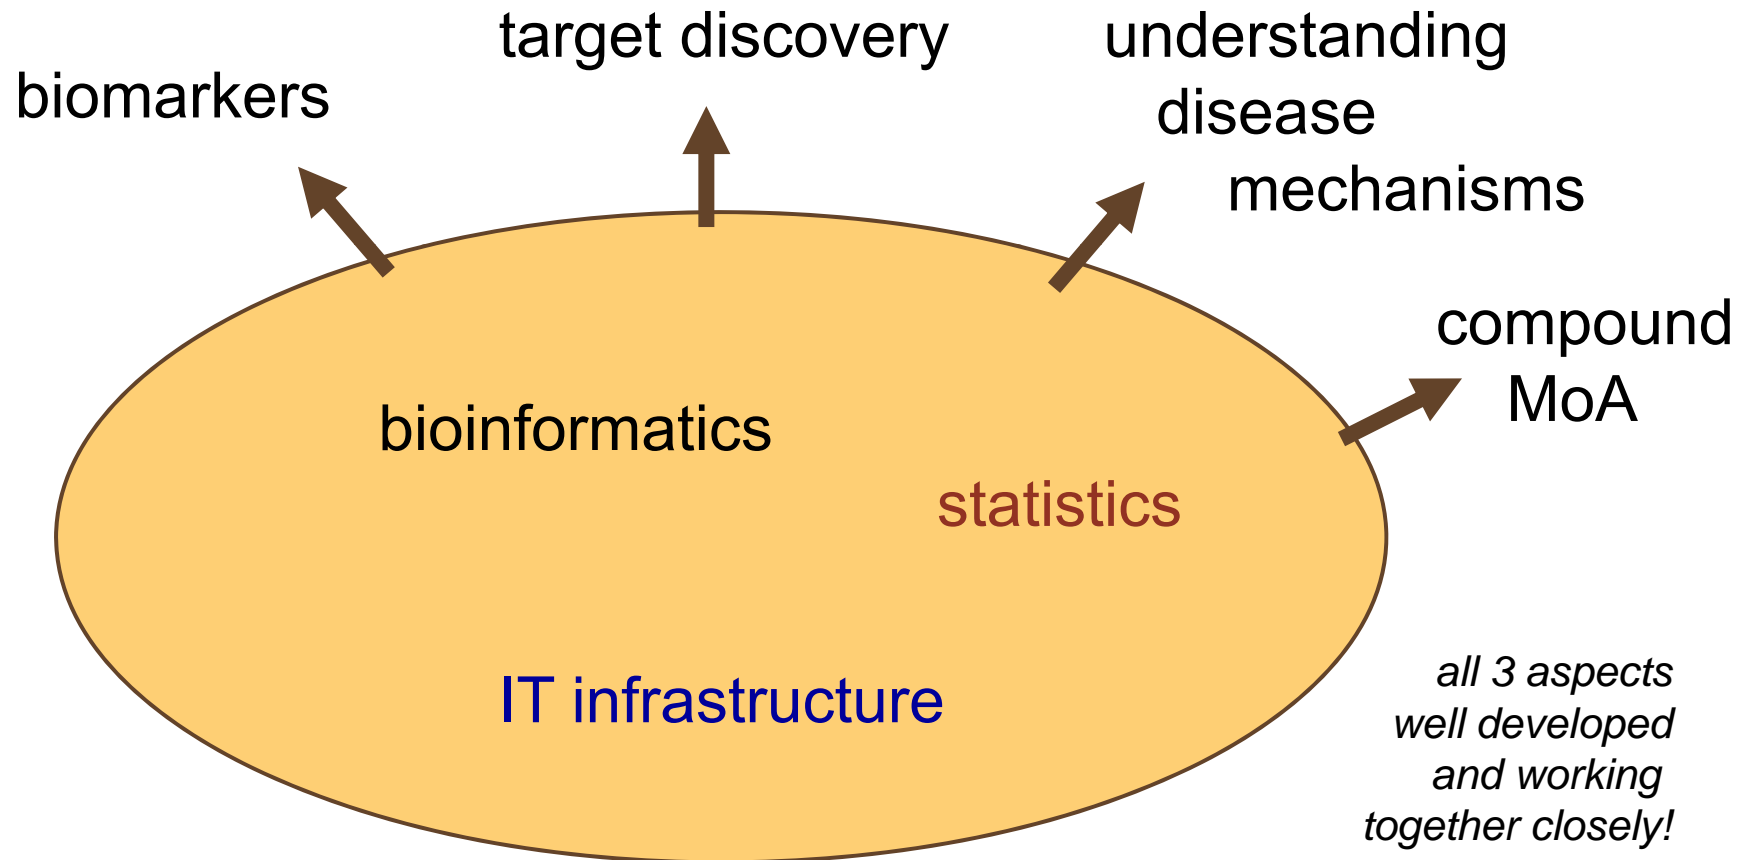 target discovery
understanding
disease
mechanisms
biomarkers
compound
MoA
bioinformatics
statistics
IT infrastructure
all 3 aspects
well developed
and working
together closely!